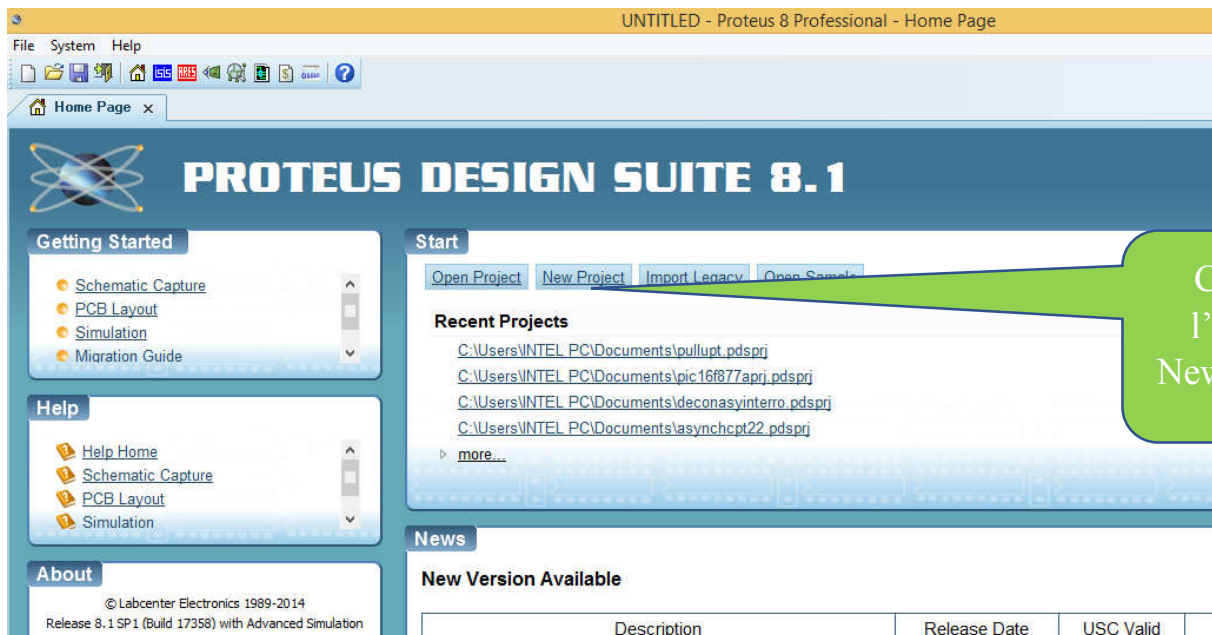 UNTITLED - Proteus 8 Professional - Home Page
File System Help
Home Page x
PROTEUS DESIGN SUITE 8.1
Getting Started
Schematic Capture
PCB Layout
Simulation
Migration Guide
Start
Open Project New Project Import Legacy Open Sample
Recent Projects
C:\Users\INTEL PC\Documents\pullupt.pdsprj
C:\Users\INTEL PC\Documents\pic16f877aprj.pdsprj
C:\Users\INTEL PC\Documents\deconasyinterro.pdsprj
C:\Users\INTEL PC\Documents\asynchcpt22.pdsprj
more...
Help
Help Home
Schematic Capture
PCB Layout
Simulation
News
New Version Available
Description Release Date USC Valid
About
© Labcenter Electronics 1989-2014
Release 8.1 SP1 (Build 17358) with Advanced Simulation